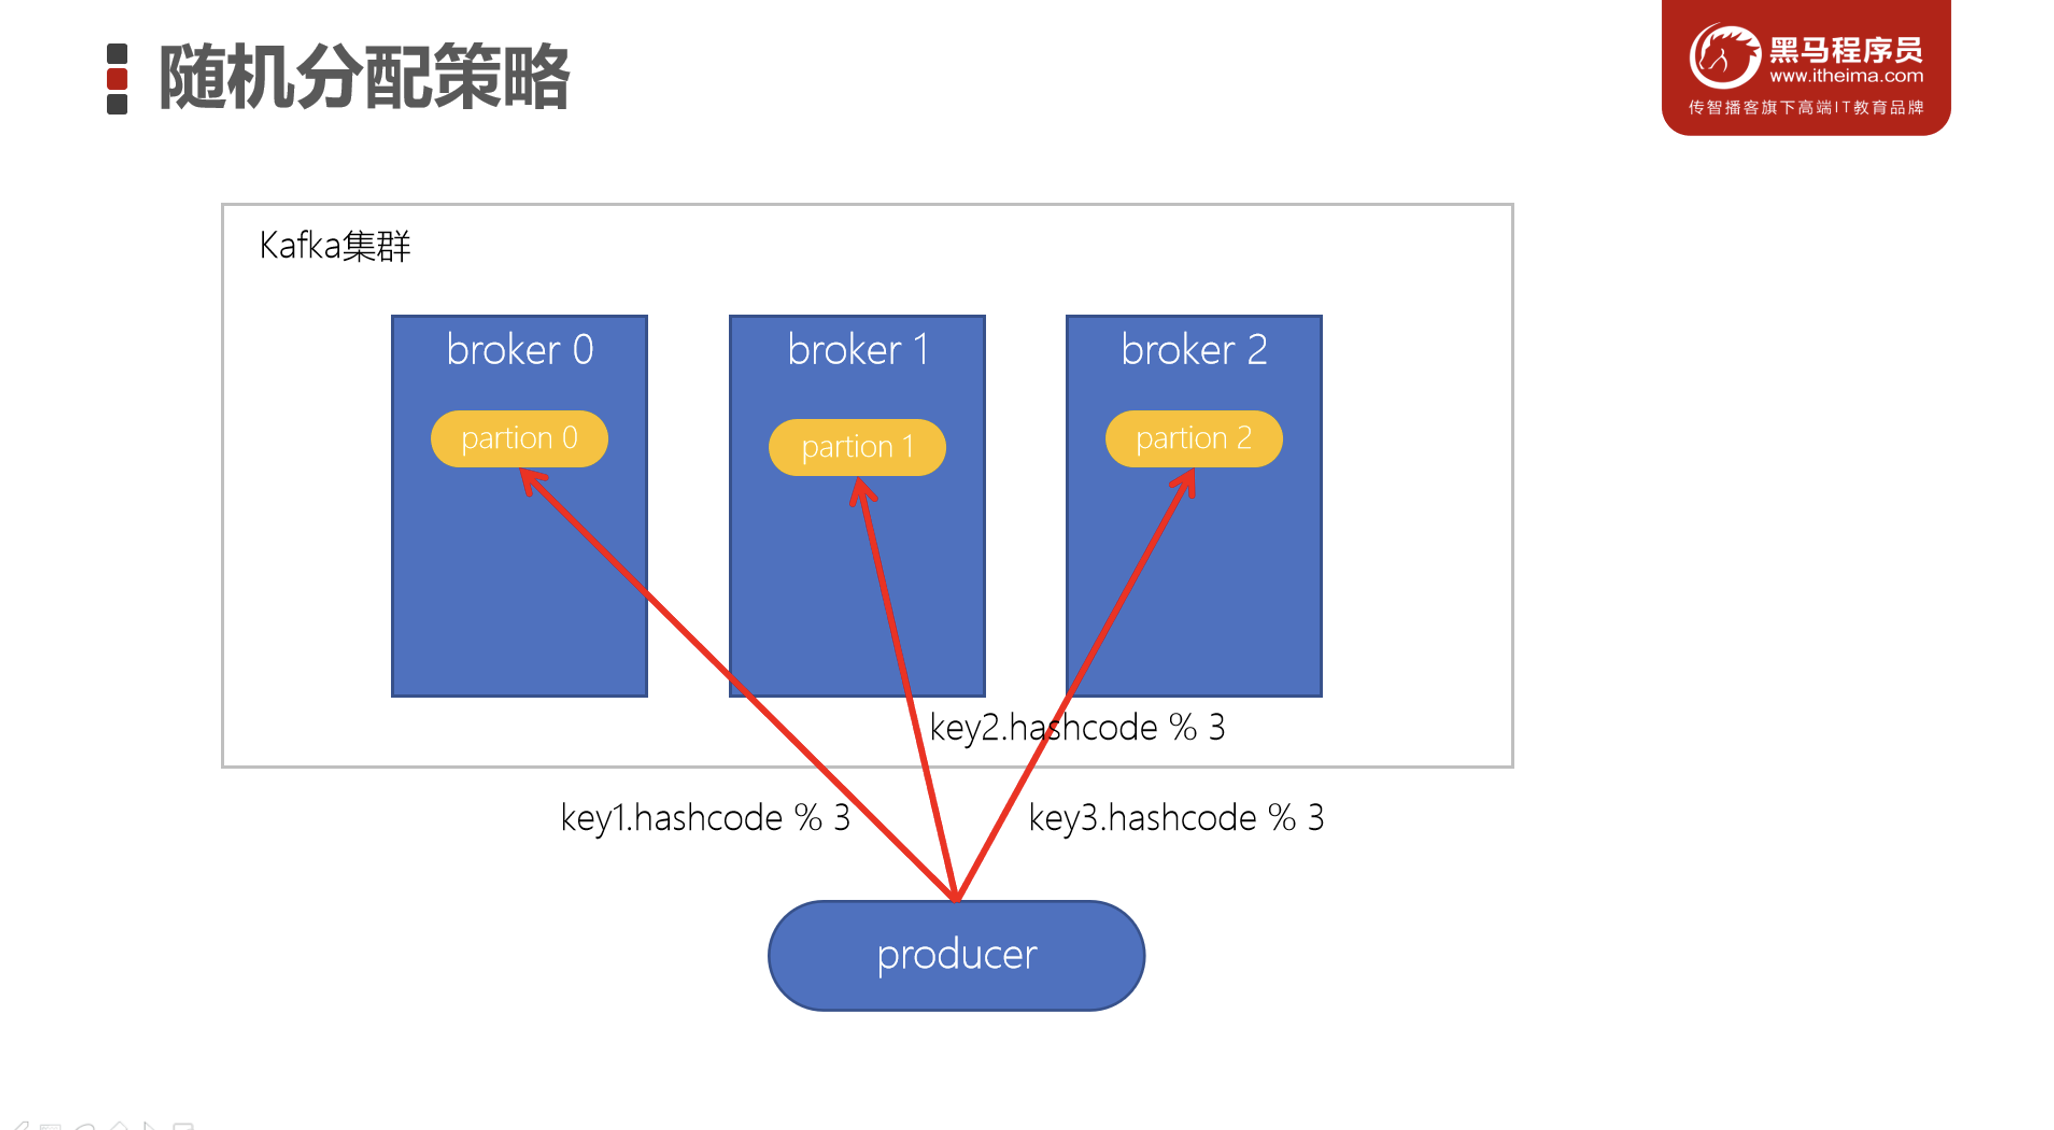 随机分配策略
黑马程序员
www.itheima.com
传智播客旗下高端IT教育品牌
Kafka集群
broker 0
broker 1
broker 2
partion 0
partion 1
partion 2
key2.hashcode % 3
key1.hashcode % 3
key3.hashcode % 3
producer